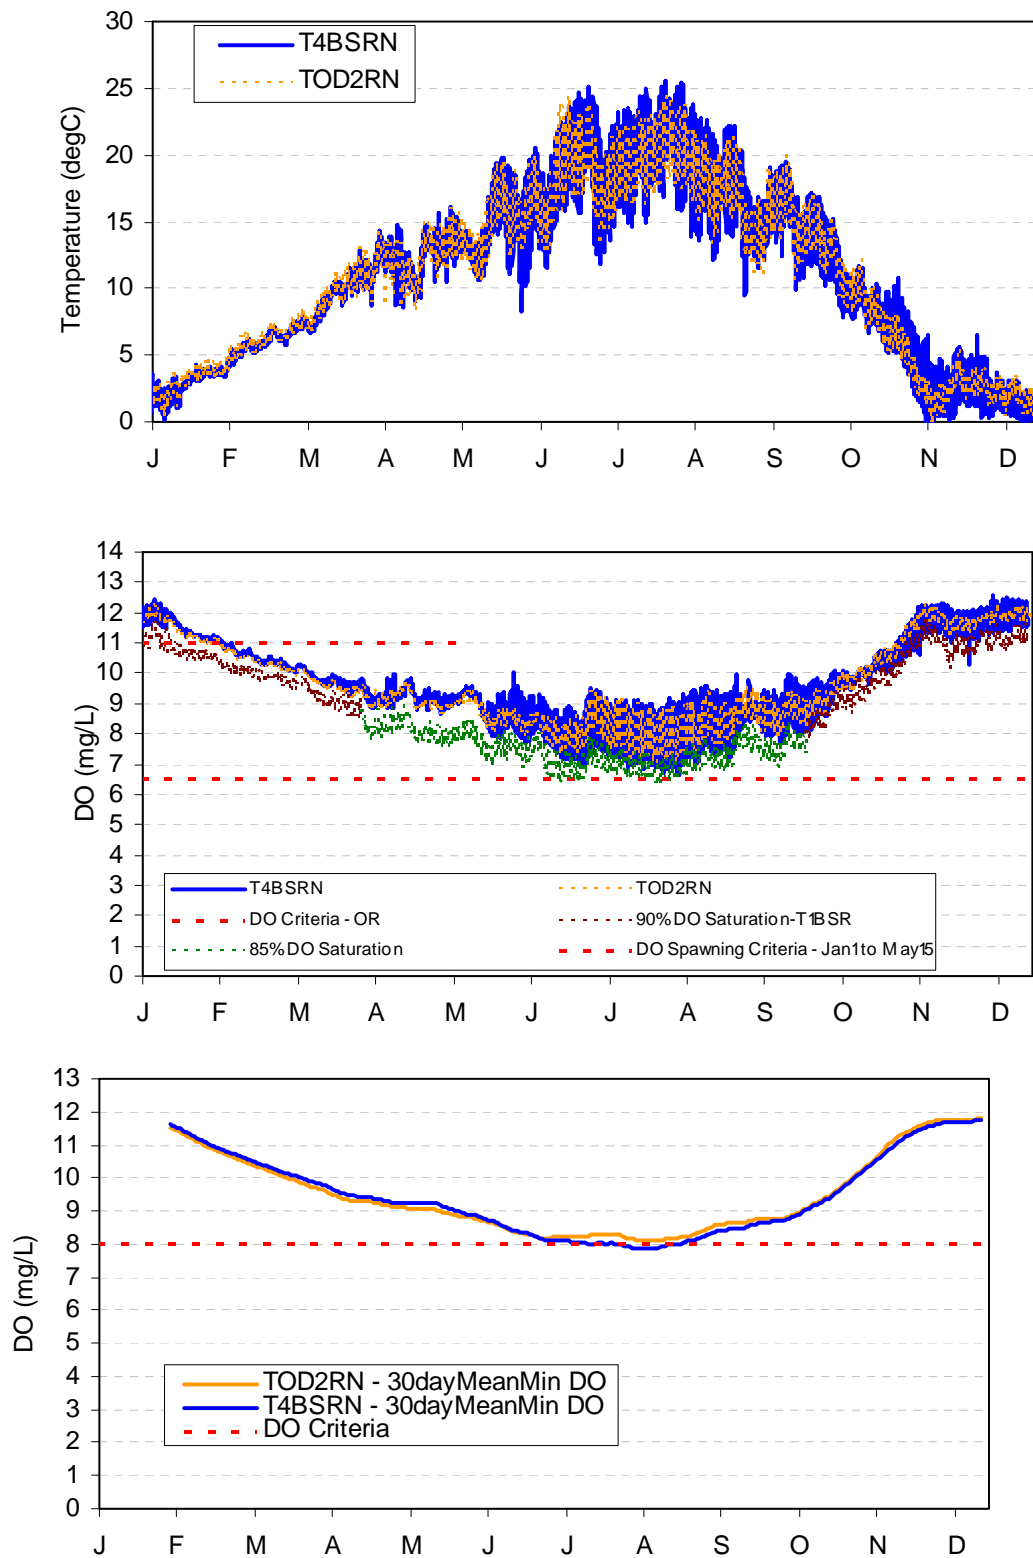 30
25
20
15
10
5
0
Temperature (degC)
T4BSRN
TOD2RN
J F M A M J J A S O N D
14
13
12
11
10
9
8
7
6
5
4
3
2
1
0
DO (mg/L)
T4BSRN TOD2RN
DO Criteria - OR 90%DO Saturation-T1BSR
85%DO Saturation DO Spawning Criteria - Jan1to May15
J F M A M J J A S O N D
13
12
11
10
9
8
7
6
5
4
3
2
1
0
DO (mg/L)
TOD2RN - 30dayMeanMin DO
T4BSRN - 30dayMeanMin DO
DO Criteria
J F M A M J J A S O N D